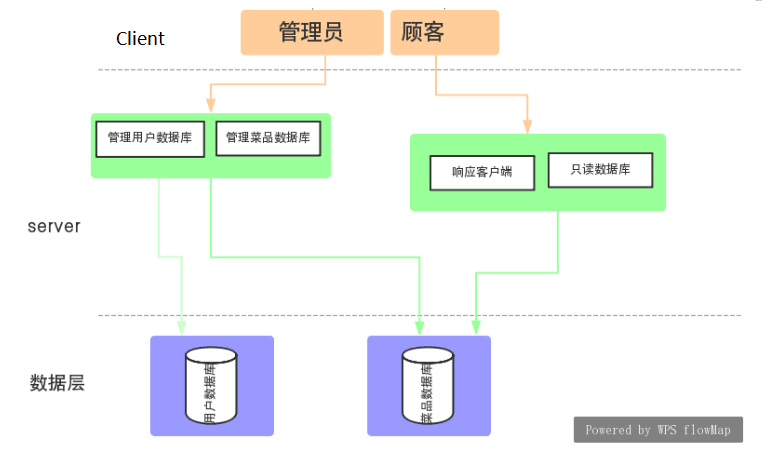 Client
管理员
顾客
管理用户数据库
管理菜品数据库
响应客户端
只读数据库
server
数据层
用户数据库
菜品数据库
Powered by WPS flowMap